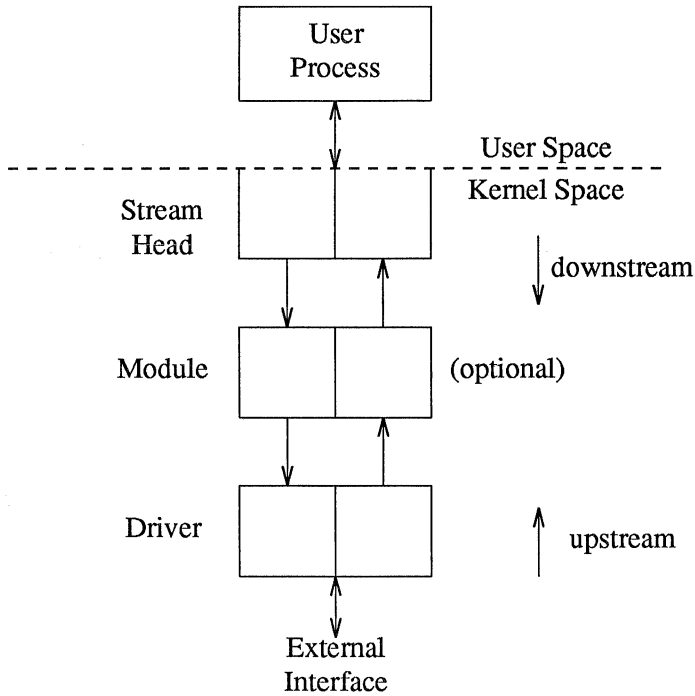 User
Process
User Space
Kernel Space
Stream
Head
downstream
Module
(optional)
Driver
upstream
External
Interface